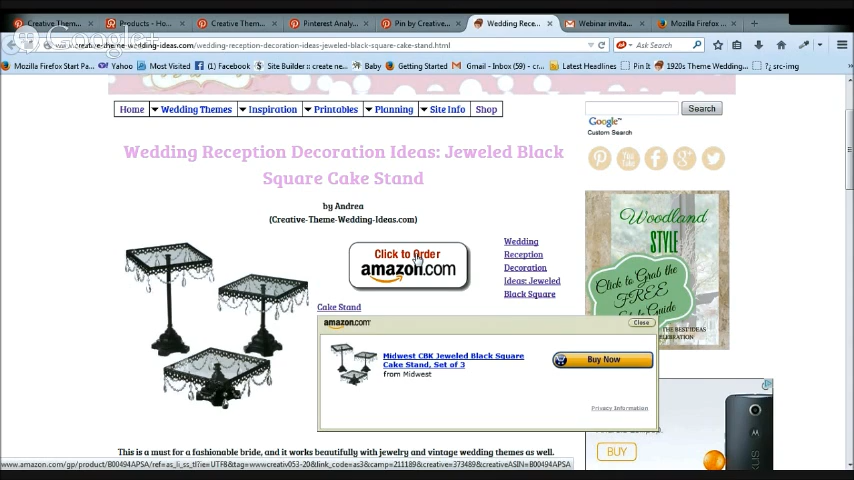 Creative Them...
Products - Ho...
Creative Them...
Pinterest Analy...
Pin by Creative...
Wedding Rece...
Webinar invita...
Mozilla Firefox ...
Google+
creative-theme-wedding-ideas.com/wedding-reception-decoration-ideas-jeweled-black-square-cake-stand.html
Ask Search
Mozilla Firefox Start Pa... Yahoo Most Visited (1) Facebook Site Builder :: create ne... Baby Getting Started Gmail - Inbox (59) - cr... Latest Headlines Pin It 1920s Theme Weddin... ?¿ src-img
Home Wedding Themes Inspiration Printables Planning Site Info Shop
Search
Google™
Custom Search
Wedding Reception Decoration Ideas: Jeweled Black
Square Cake Stand
by Andrea
(Creative-Theme-Wedding-Ideas.com)
Click to Order
amazon.com
Wedding
Reception
Decoration
Ideas: Jeweled
Black Square
Cake Stand
amazon.com
Close
Midwest CBK Jeweled Black Square
Cake Stand, Set of 3
from Midwest
Buy Now
Privacy Information
Woodland
STYLE
Click to Grab the
FREE
Style Guide
THE BEST IDEAS
BUY
This is a must for a fashionable bride, and it works beautifully with jewelry and vintage wedding themes as well.
www.amazon.com/gp/product/B00494APSA/ref=as_li_ss_tl?ie=UTF8&tag=wwwcreativ053-20&link_code=as3&camp=211189&creative=373489&creativeASIN=B00494APSA